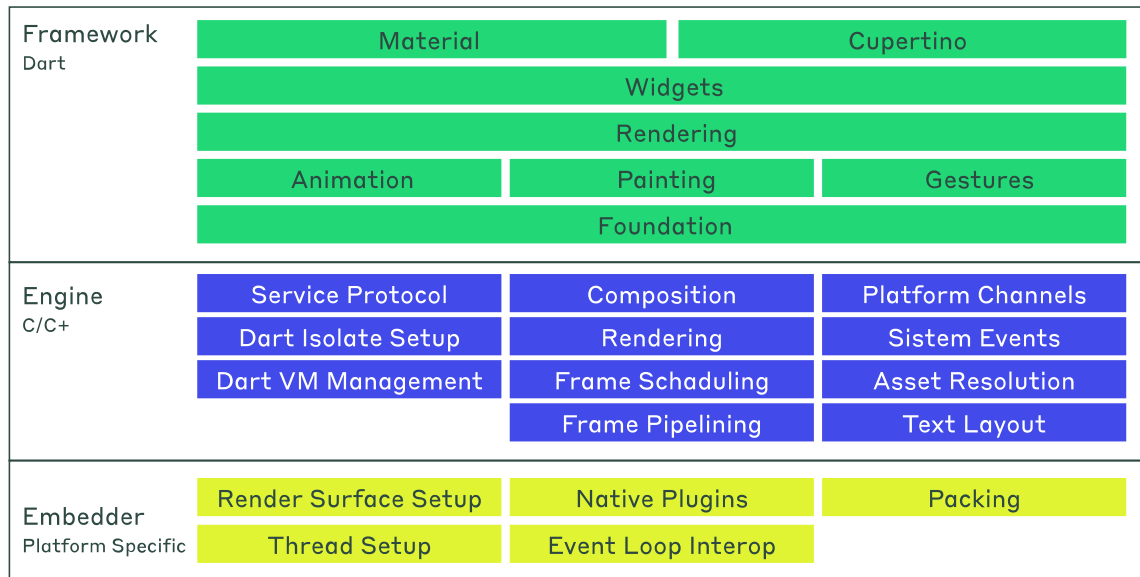 Framework
Dart
Material
Cupertino
Widgets
Rendering
Animation
Painting
Gestures
Foundation
Engine
C/C+
Service Protocol
Composition
Platform Channels
Dart Isolate Setup
Rendering
Sistem Events
Dart VM Management
Frame Schaduling
Asset Resolution
Frame Pipelining
Text Layout
Embedder
Platform Specific
Render Surface Setup
Native Plugins
Packing
Thread Setup
Event Loop Interop